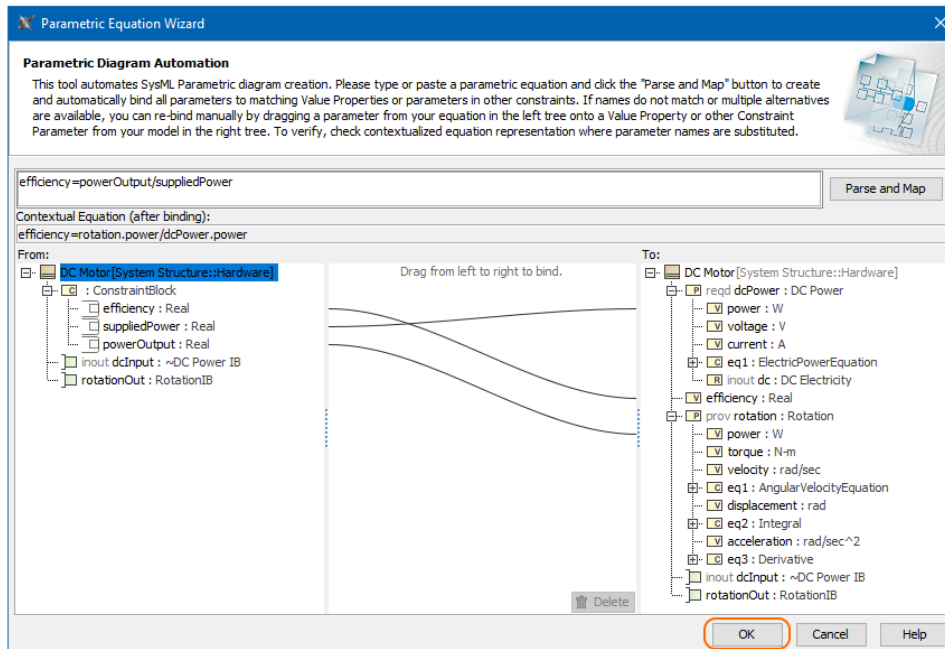 Parametric Equation Wizard
Parametric Diagram Automation
This tool automates SysML Parametric diagram creation. Please type or paste a parametric equation and click the "Parse and Map" button to create
and automatically bind all parameters to matching Value Properties or parameters in other constraints. If names do not match or multiple alternatives
are available, you can re-bind manually by dragging a parameter from your equation in the left tree onto a Value Property or other Constraint
Parameter from your model in the right tree. To verify, check contextualized equation representation where parameter names are substituted.
efficiency=powerOutput/suppliedPower
Parse and Map
Contextual Equation (after binding):
efficiency=rotation.power/dcPower.power
From:
DC Motor[System Structure::Hardware]
C : ConstraintBlock
efficiency : Real
suppliedPower : Real
powerOutput : Real
inout dcInput : ~DC Power IB
rotationOut : RotationIB
Drag from left to right to bind.
Delete
To:
DC Motor[System Structure::Hardware]
P reqd dcPower : DC Power
V power : W
V voltage : V
V current : A
C eq1 : ElectricPowerEquation
R inout dc : DC Electricity
V efficiency : Real
P prov rotation : Rotation
V power : W
V torque : N-m
V velocity : rad/sec
C eq1 : AngularVelocityEquation
V displacement : rad
C eq2 : Integral
V acceleration : rad/sec^2
C eq3 : Derivative
inout dcInput : ~DC Power IB
rotationOut : RotationIB
OK
Cancel
Help